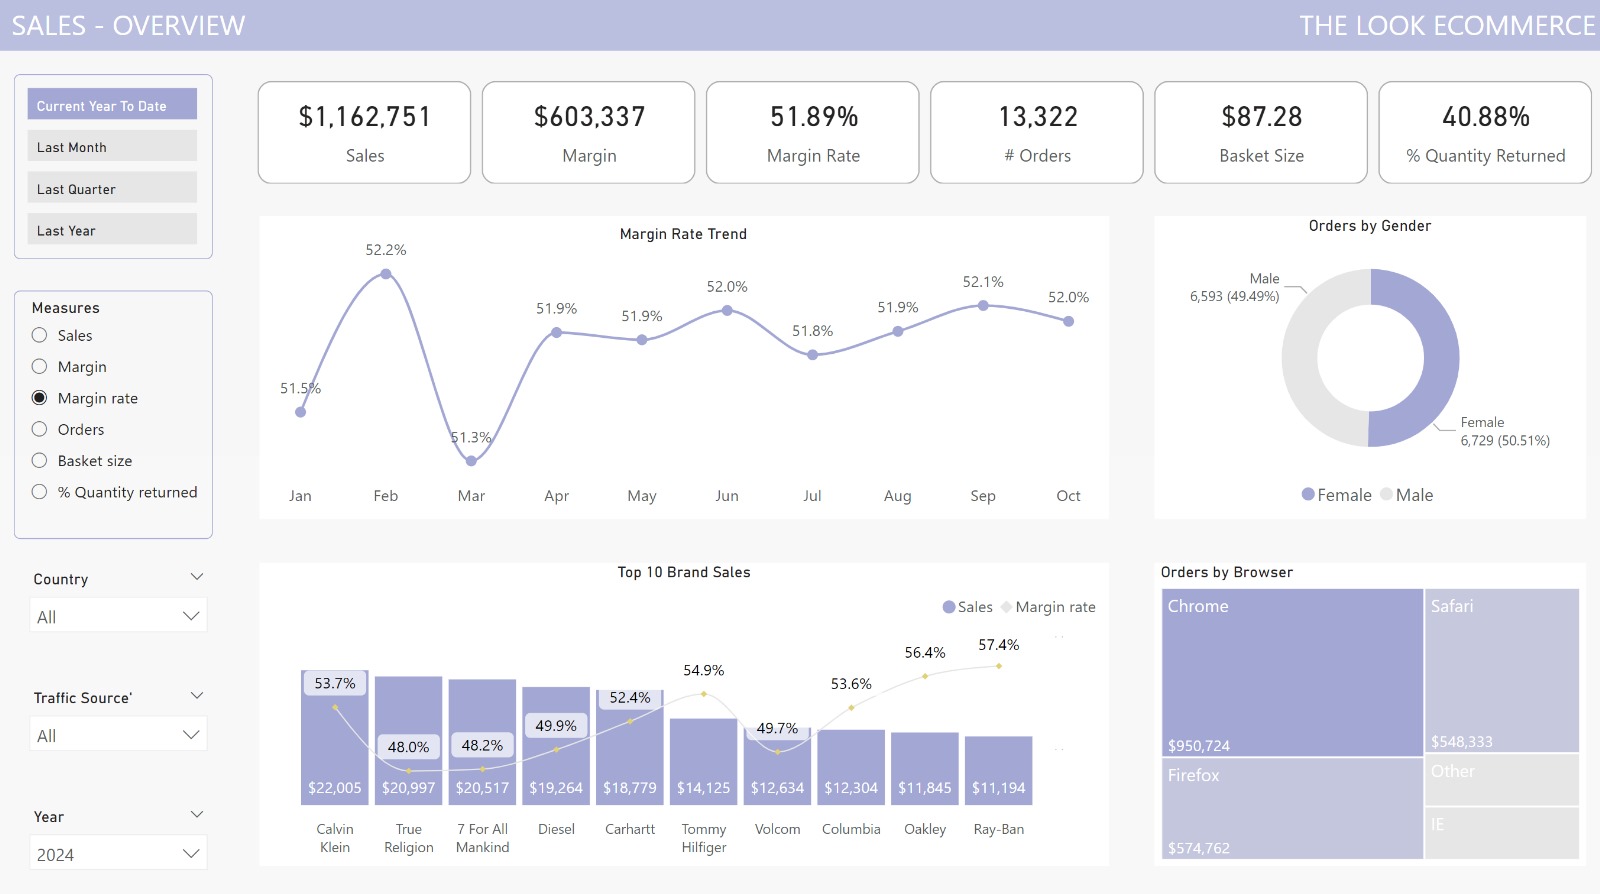 SALES - OVERVIEW
THE LOOK ECOMMERCE
Current Year To Date
Last Month
Last Quarter
Last Year
Measures
Sales
Margin
Margin rate
Orders
Basket size
% Quantity returned
Country
All
Traffic Source'
All
Year
2024
$1,162,751
Sales
$603,337
Margin
51.89%
Margin Rate
13,322
# Orders
$87.28
Basket Size
40.88%
% Quantity Returned
Margin Rate Trend
51.5%
52.2%
51.3%
51.9%
51.9%
52.0%
51.8%
51.9%
52.1%
52.0%
Jan
Feb
Mar
Apr
May
Jun
Jul
Aug
Sep
Oct
Orders by Gender
Male
6,593 (49.49%)
Female
6,729 (50.51%)
Female
Male
Top 10 Brand Sales
Sales
Margin rate
53.7%
48.0%
48.2%
49.9%
52.4%
54.9%
49.7%
53.6%
56.4%
57.4%
$22,005
$20,997
$20,517
$19,264
$18,779
$14,125
$12,634
$12,304
$11,845
$11,194
Calvin
Klein
True
Religion
7 For All
Mankind
Diesel
Carhartt
Tommy
Hilfiger
Volcom
Columbia
Oakley
Ray-Ban
Orders by Browser
Chrome
$950,724
Firefox
$574,762
Safari
$548,333
Other
IE